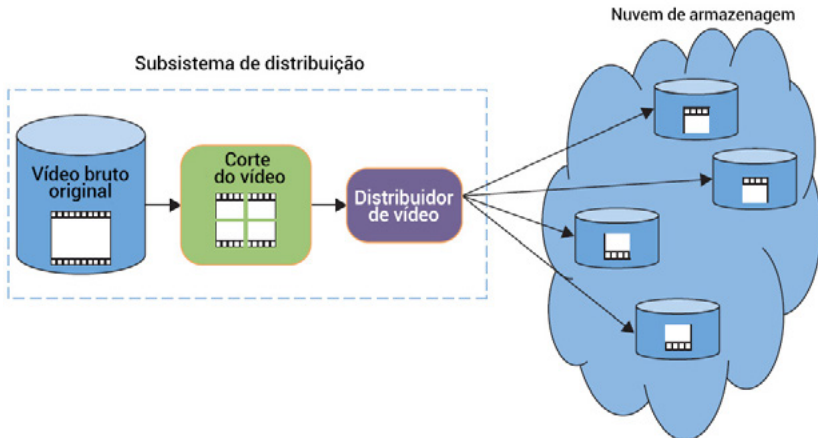 Nuvem de armazenagem
Subsistema de distribuição
Vídeo bruto
original
Corte
do vídeo
Distribuidor
de vídeo